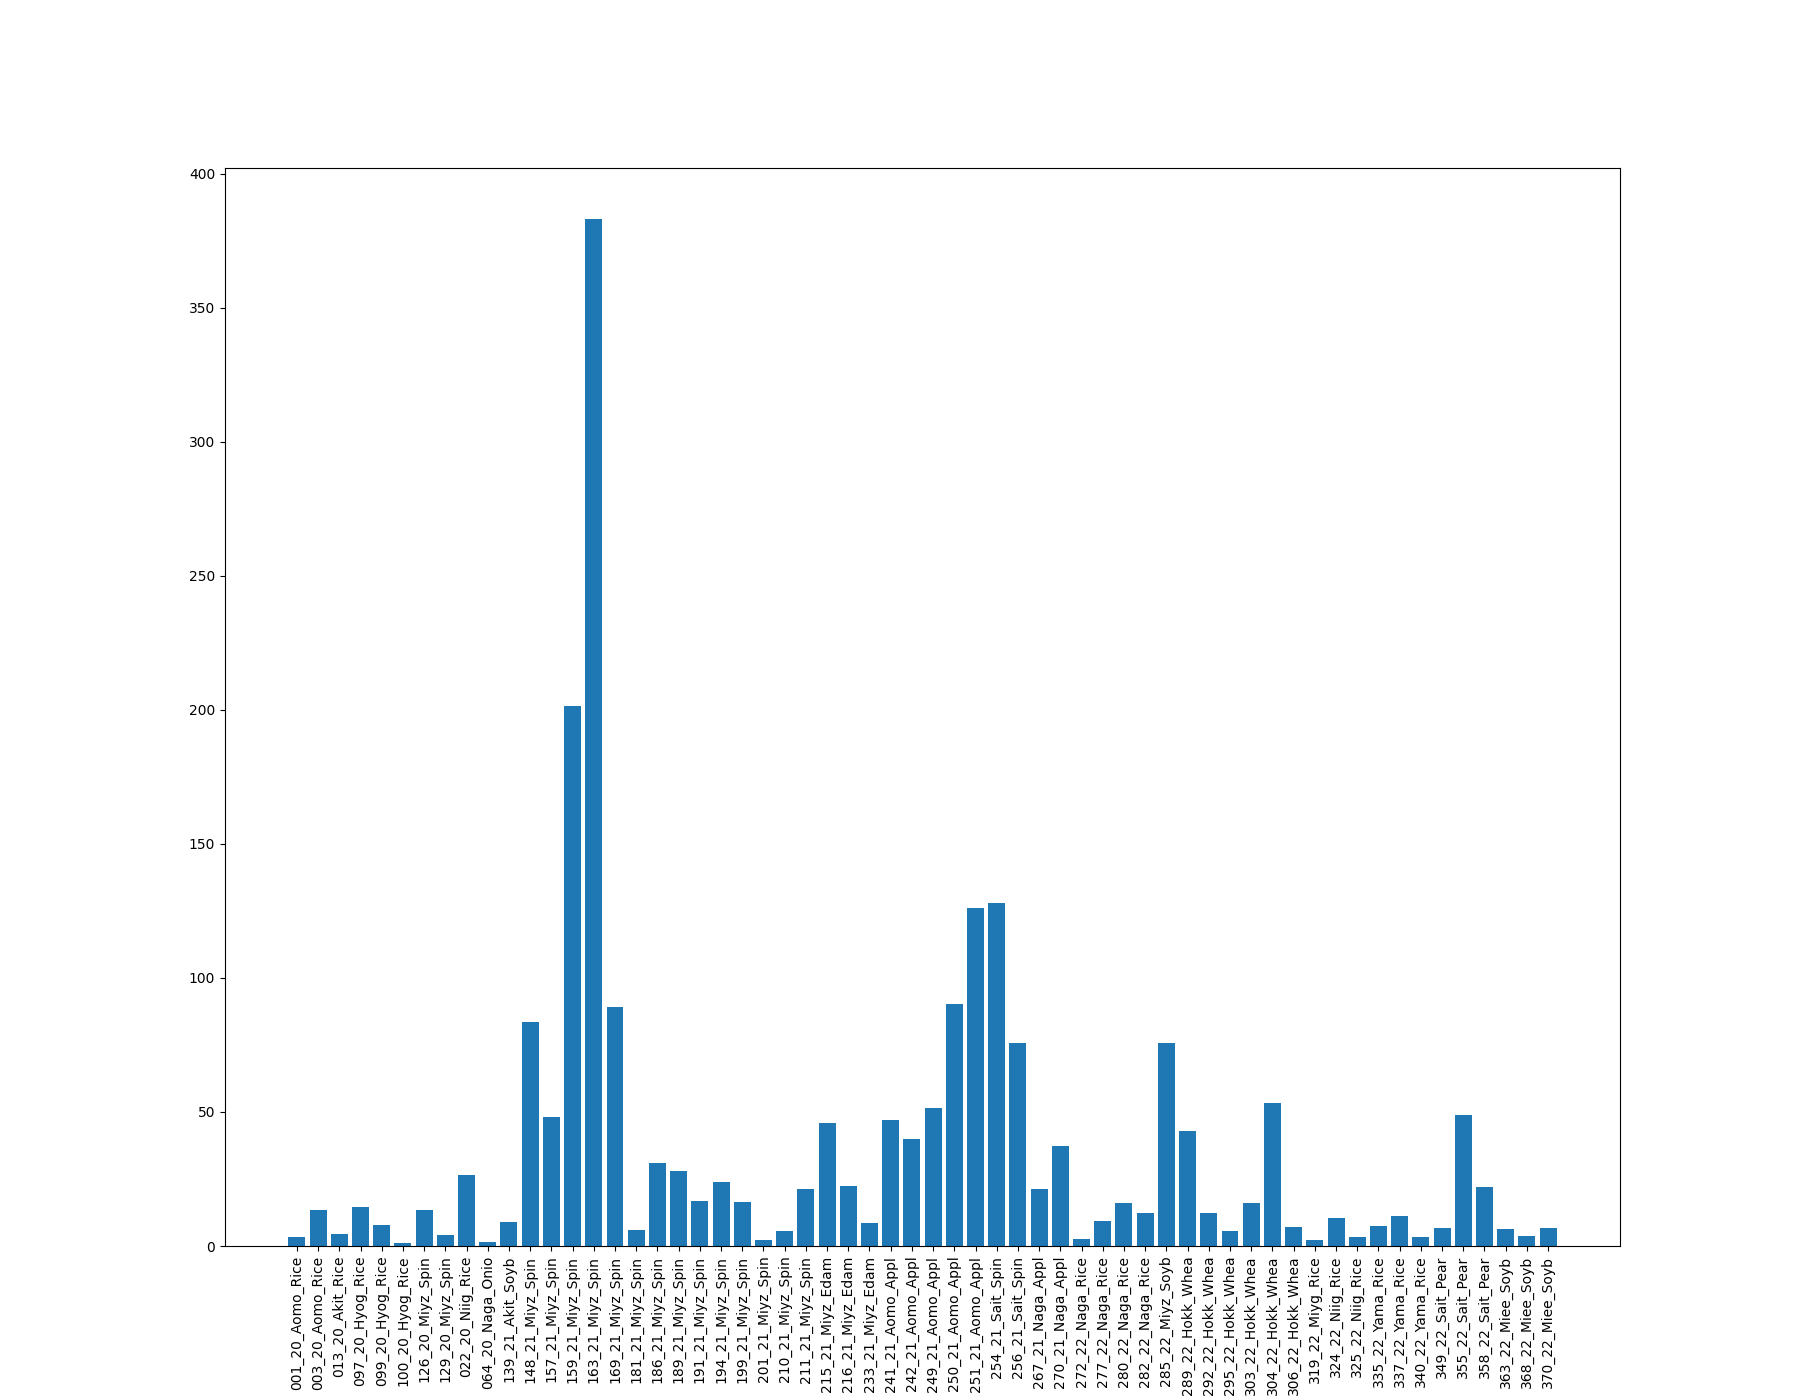 400
350
300
250
200
150
100
50
0
001_20_Aomo_Rice
003_20_Aomo_Rice
013_20_Akit_Rice
097_20_Hyog_Rice
099_20_Hyog_Rice
100_20_Hyog_Rice
126_20_Miyz_Spin
129_20_Miyz_Spin
022_20_Niig_Rice
064_20_Naga_Onio
139_21_Akit_Soyb
148_21_Miyz_Spin
157_21_Miyz_Spin
159_21_Miyz_Spin
163_21_Miyz_Spin
169_21_Miyz_Spin
181_21_Miyz_Spin
186_21_Miyz_Spin
189_21_Miyz_Spin
191_21_Miyz_Spin
194_21_Miyz_Spin
199_21_Miyz_Spin
201_21_Miyz_Spin
210_21_Miyz_Spin
211_21_Miyz_Spin
215_21_Miyz_Edam
216_21_Miyz_Edam
233_21_Miyz_Edam
241_21_Aomo_Appl
242_21_Aomo_Appl
249_21_Aomo_Appl
250_21_Aomo_Appl
251_21_Aomo_Appl
254_21_Sait_Spin
256_21_Sait_Spin
267_21_Naga_Appl
270_21_Naga_Appl
272_22_Naga_Rice
277_22_Naga_Rice
280_22_Naga_Rice
282_22_Naga_Rice
285_22_Miyz_Soyb
289_22_Hokk_Whea
292_22_Hokk_Whea
295_22_Hokk_Whea
303_22_Hokk_Whea
304_22_Hokk_Whea
306_22_Hokk_Whea
319_22_Miyg_Rice
324_22_Niig_Rice
325_22_Niig_Rice
335_22_Yama_Rice
337_22_Yama_Rice
340_22_Yama_Rice
349_22_Sait_Pear
355_22_Sait_Pear
358_22_Sait_Pear
363_22_Miee_Soyb
368_22_Miee_Soyb
370_22_Miee_Soyb